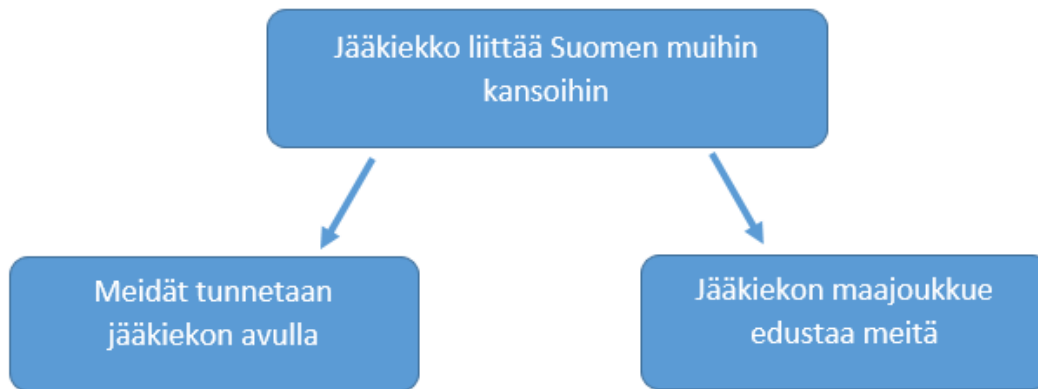 Jääkiekko liittää Suomen muihin
kansoihin
Meidät tunnetaan
jääkiekon avulla
Jääkiekon maajoukkue
edustaa meitä